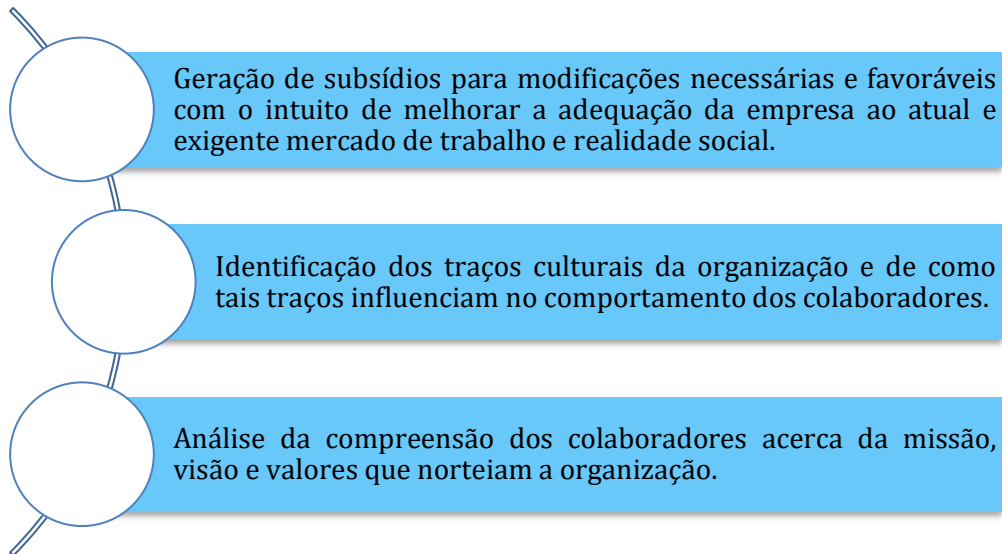 Geração de subsídios para modificações necessárias e favoráveis
com o intuito de melhorar a adequação da empresa ao atual e
exigente mercado de trabalho e realidade social.
Identificação dos traços culturais da organização e de como
tais traços influenciam no comportamento dos colaboradores.
Análise da compreensão dos colaboradores acerca da missão,
visão e valores que norteiam a organização.